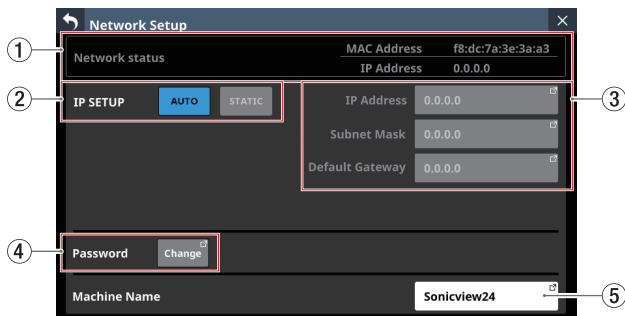 Network Setup
1
Network status
MAC Address f8:dc:7a:3e:3a:a3
IP Address 0.0.0.0
2
IP SETUP AUTO STATIC
IP Address 0.0.0.0
3
Subnet Mask 0.0.0.0
Default Gateway 0.0.0.0
4
Password Change
Machine Name Sonicview24
5